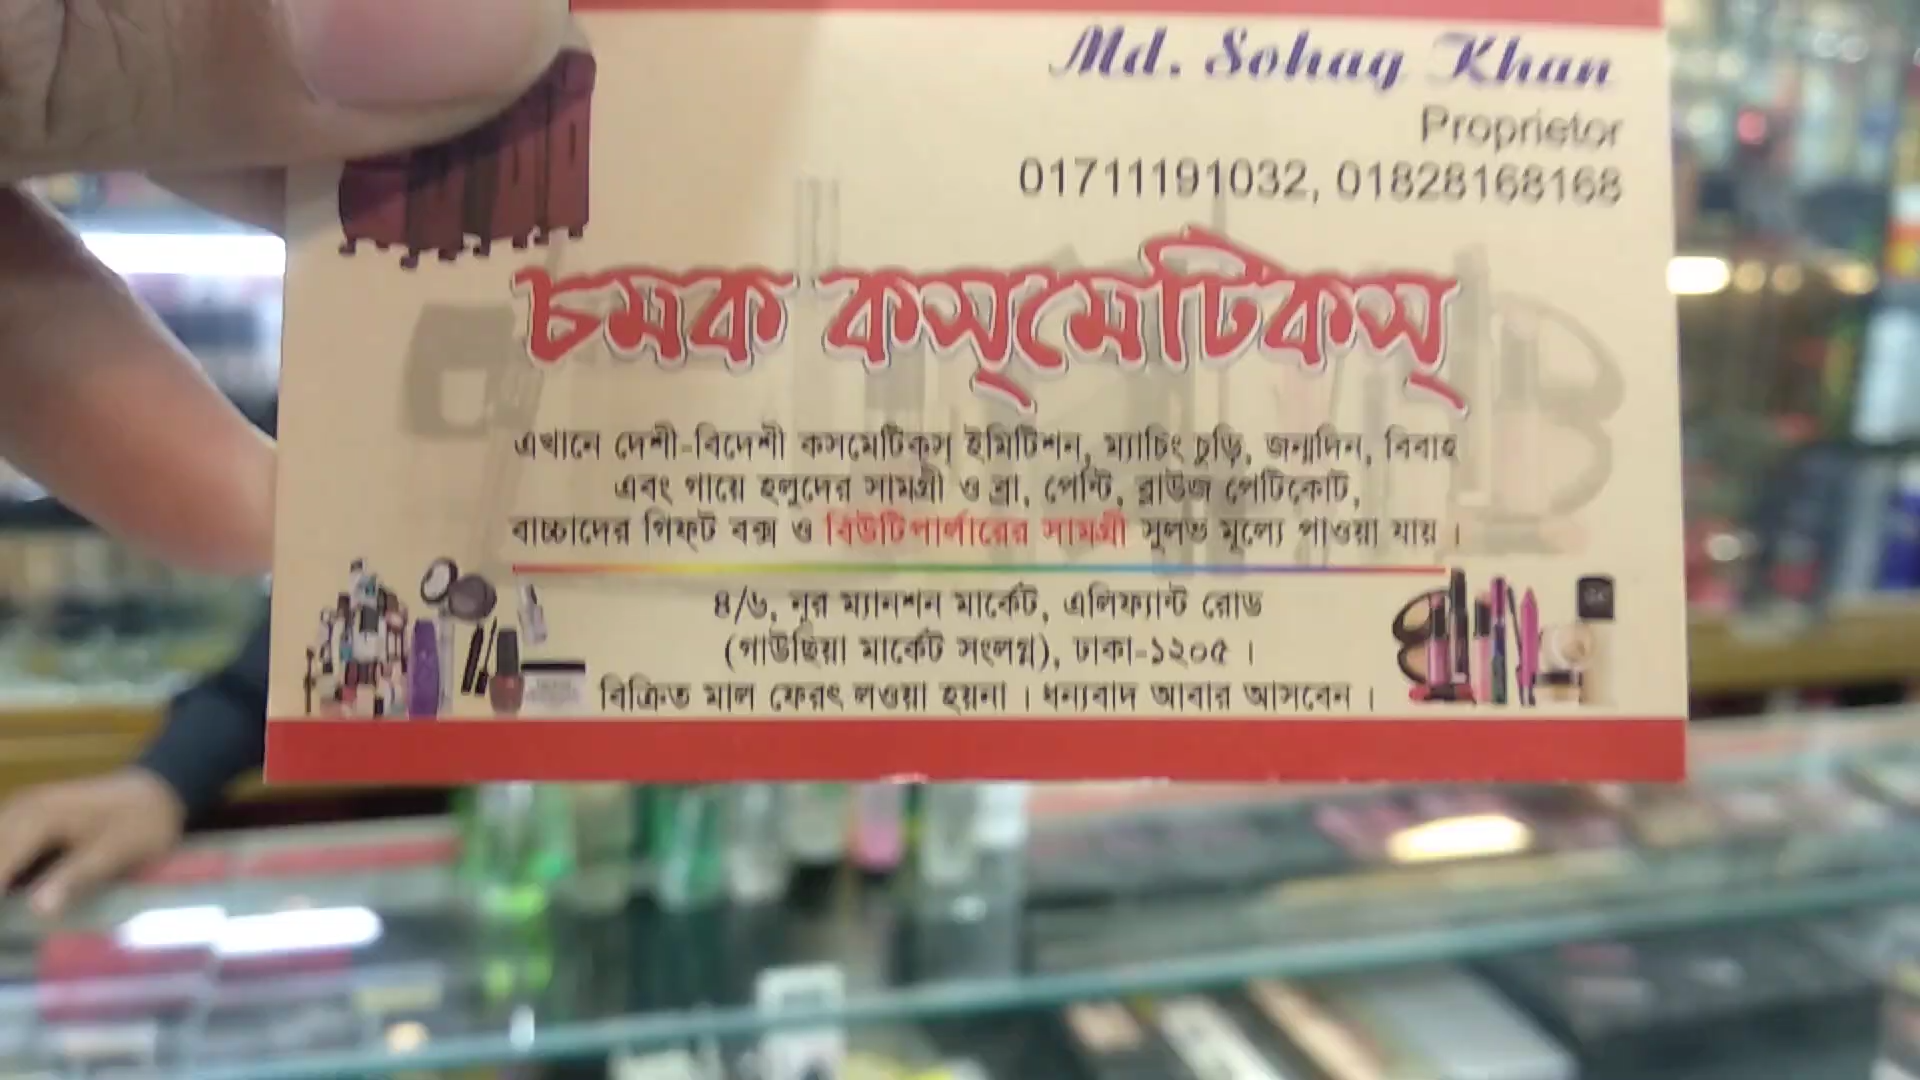 Md. Sohag Khan
Proprietor
01711191032, 01828168168
চমক কস্‌মেটিকস্
এখানে দেশী-বিদেশী কসমেটিক্স্ ইমিটিশন, ম্যাচিং চুড়ি, জন্মদিন, বিবাহ
এবং গায়ে হলুদের সামগ্রী ও ব্রা, পেন্টি, ব্লাউজ পেটিকোট,
বাচ্চাদের গিফ্ট বক্স ও বিউটিপার্লারের সামগ্রী সুলভ মূল্যে পাওয়া যায় ।
৪/৬, নূর ম্যানশন মার্কেট, এলিফ্যান্ট রোড
(গাউছিয়া মার্কেট সংলগ্ন), ঢাকা-১২০৫ ।
বিক্রিত মাল ফেরৎ লওয়া হয়না । ধন্যবাদ আবার আসবেন ।